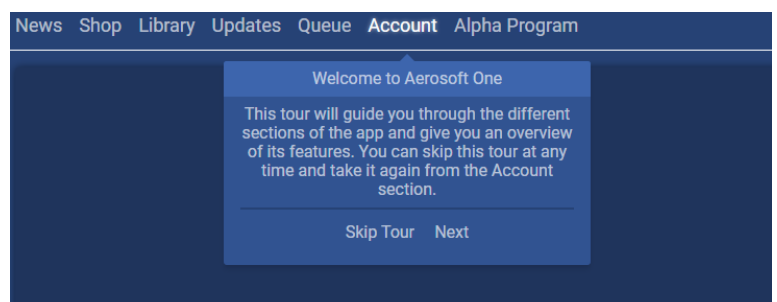 News Shop Library Updates Queue Account Alpha Program
Welcome to Aerosoft One
This tour will guide you through the different
sections of the app and give you an overview
of its features. You can skip this tour at any
time and take it again from the Account
section.
Skip Tour Next